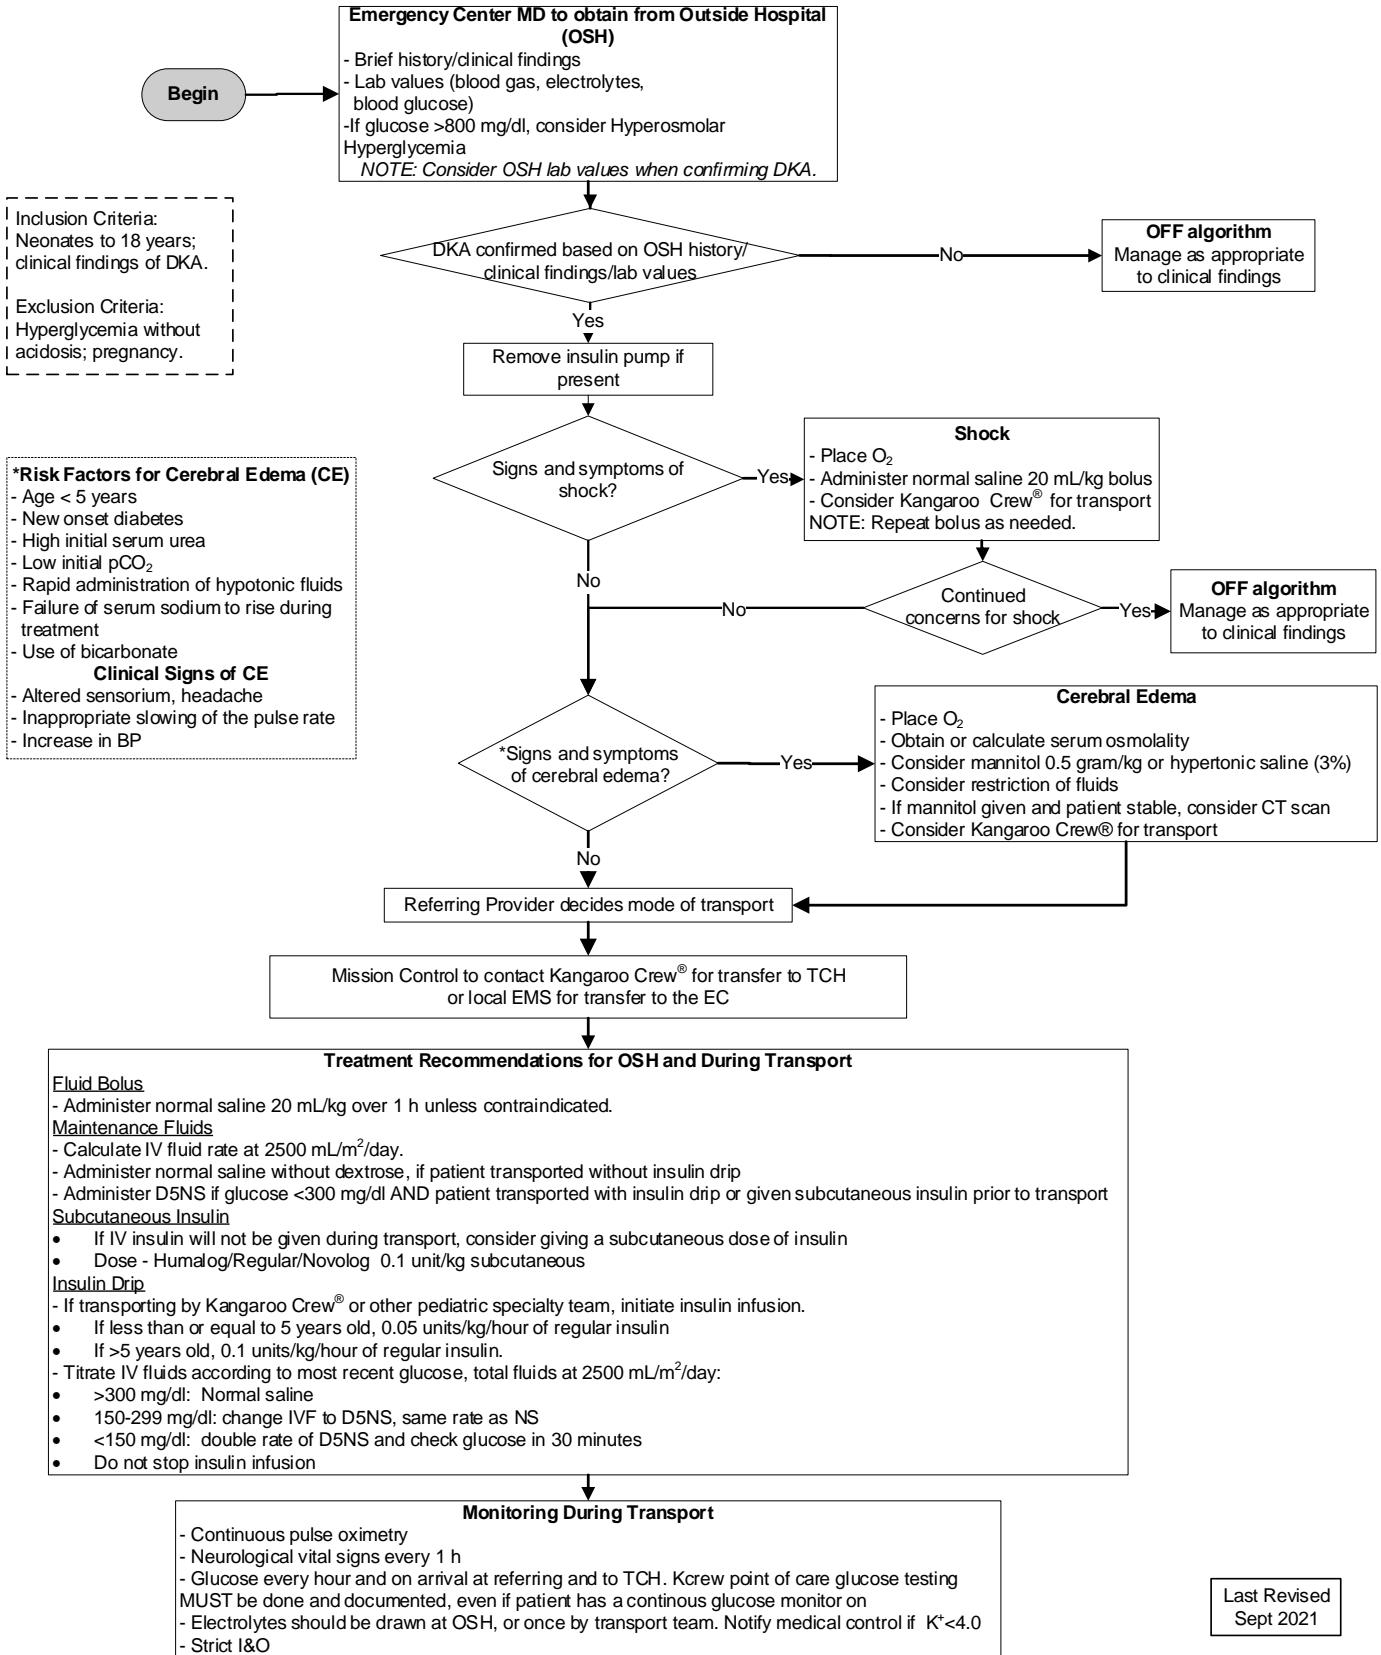 Emergency Center MD to obtain from Outside Hospital
(OSH)
- Brief history/clinical findings
- Lab values (blood gas, electrolytes,
blood glucose)
-If glucose >800 mg/dl, consider Hyperosmolar
Hyperglycemia
NOTE: Consider OSH lab values when confirming DKA.
Begin
Inclusion Criteria:
Neonates to 18 years;
clinical findings of DKA.
Exclusion Criteria:
Hyperglycemia without
acidosis; pregnancy.
DKA confirmed based on OSH history/
clinical findings/lab values
No
OFF algorithm
Manage as appropriate
to clinical findings
Yes
Remove insulin pump if
present
Signs and symptoms of
shock?
Yes
Shock
- Place O₂
- Administer normal saline 20 mL/kg bolus
- Consider Kangaroo Crew® for transport
NOTE: Repeat bolus as needed.
*Risk Factors for Cerebral Edema (CE)
- Age < 5 years
- New onset diabetes
- High initial serum urea
- Low initial pCO₂
- Rapid administration of hypotonic fluids
- Failure of serum sodium to rise during
treatment
- Use of bicarbonate
Clinical Signs of CE
- Altered sensorium, headache
- Inappropriate slowing of the pulse rate
- Increase in BP
No
Continued
concerns for shock
No
Yes
OFF algorithm
Manage as appropriate
to clinical findings
*Signs and symptoms
of cerebral edema?
Yes
Cerebral Edema
- Place O₂
- Obtain or calculate serum osmolality
- Consider mannitol 0.5 gram/kg or hypertonic saline (3%)
- Consider restriction of fluids
- If mannitol given and patient stable, consider CT scan
- Consider Kangaroo Crew® for transport
No
Referring Provider decides mode of transport
Mission Control to contact Kangaroo Crew® for transfer to TCH
or local EMS for transfer to the EC
Treatment Recommendations for OSH and During Transport
Fluid Bolus
- Administer normal saline 20 mL/kg over 1 h unless contraindicated.
Maintenance Fluids
- Calculate IV fluid rate at 2500 mL/m²/day.
- Administer normal saline without dextrose, if patient transported without insulin drip
- Administer D5NS if glucose <300 mg/dl AND patient transported with insulin drip or given subcutaneous insulin prior to transport
Subcutaneous Insulin
• If IV insulin will not be given during transport, consider giving a subcutaneous dose of insulin
• Dose - Humalog/Regular/Novolog 0.1 unit/kg subcutaneous
Insulin Drip
- If transporting by Kangaroo Crew® or other pediatric specialty team, initiate insulin infusion.
• If less than or equal to 5 years old, 0.05 units/kg/hour of regular insulin
• If >5 years old, 0.1 units/kg/hour of regular insulin.
- Titrate IV fluids according to most recent glucose, total fluids at 2500 mL/m²/day:
• >300 mg/dl: Normal saline
• 150-299 mg/dl: change IVF to D5NS, same rate as NS
• <150 mg/dl: double rate of D5NS and check glucose in 30 minutes
• Do not stop insulin infusion
Monitoring During Transport
- Continuous pulse oximetry
- Neurological vital signs every 1 h
- Glucose every hour and on arrival at referring and to TCH. Kcrew point of care glucose testing
MUST be done and documented, even if patient has a continous glucose monitor on
- Electrolytes should be drawn at OSH, or once by transport team. Notify medical control if K⁺<4.0
- Strict I&O
Last Revised
Sept 2021